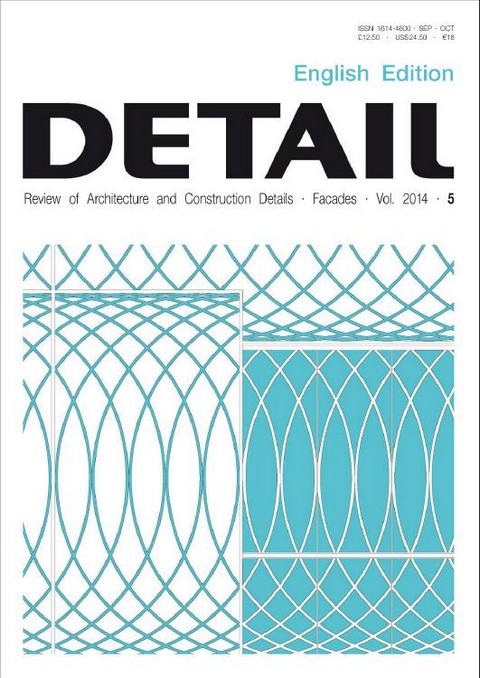 ISSN 1614-4600 · SEP · OCT
£12.50 · US$24.50 · €18
English Edition
DETAIL
Review of Architecture and Construction Details · Facades · Vol. 2014 · 5